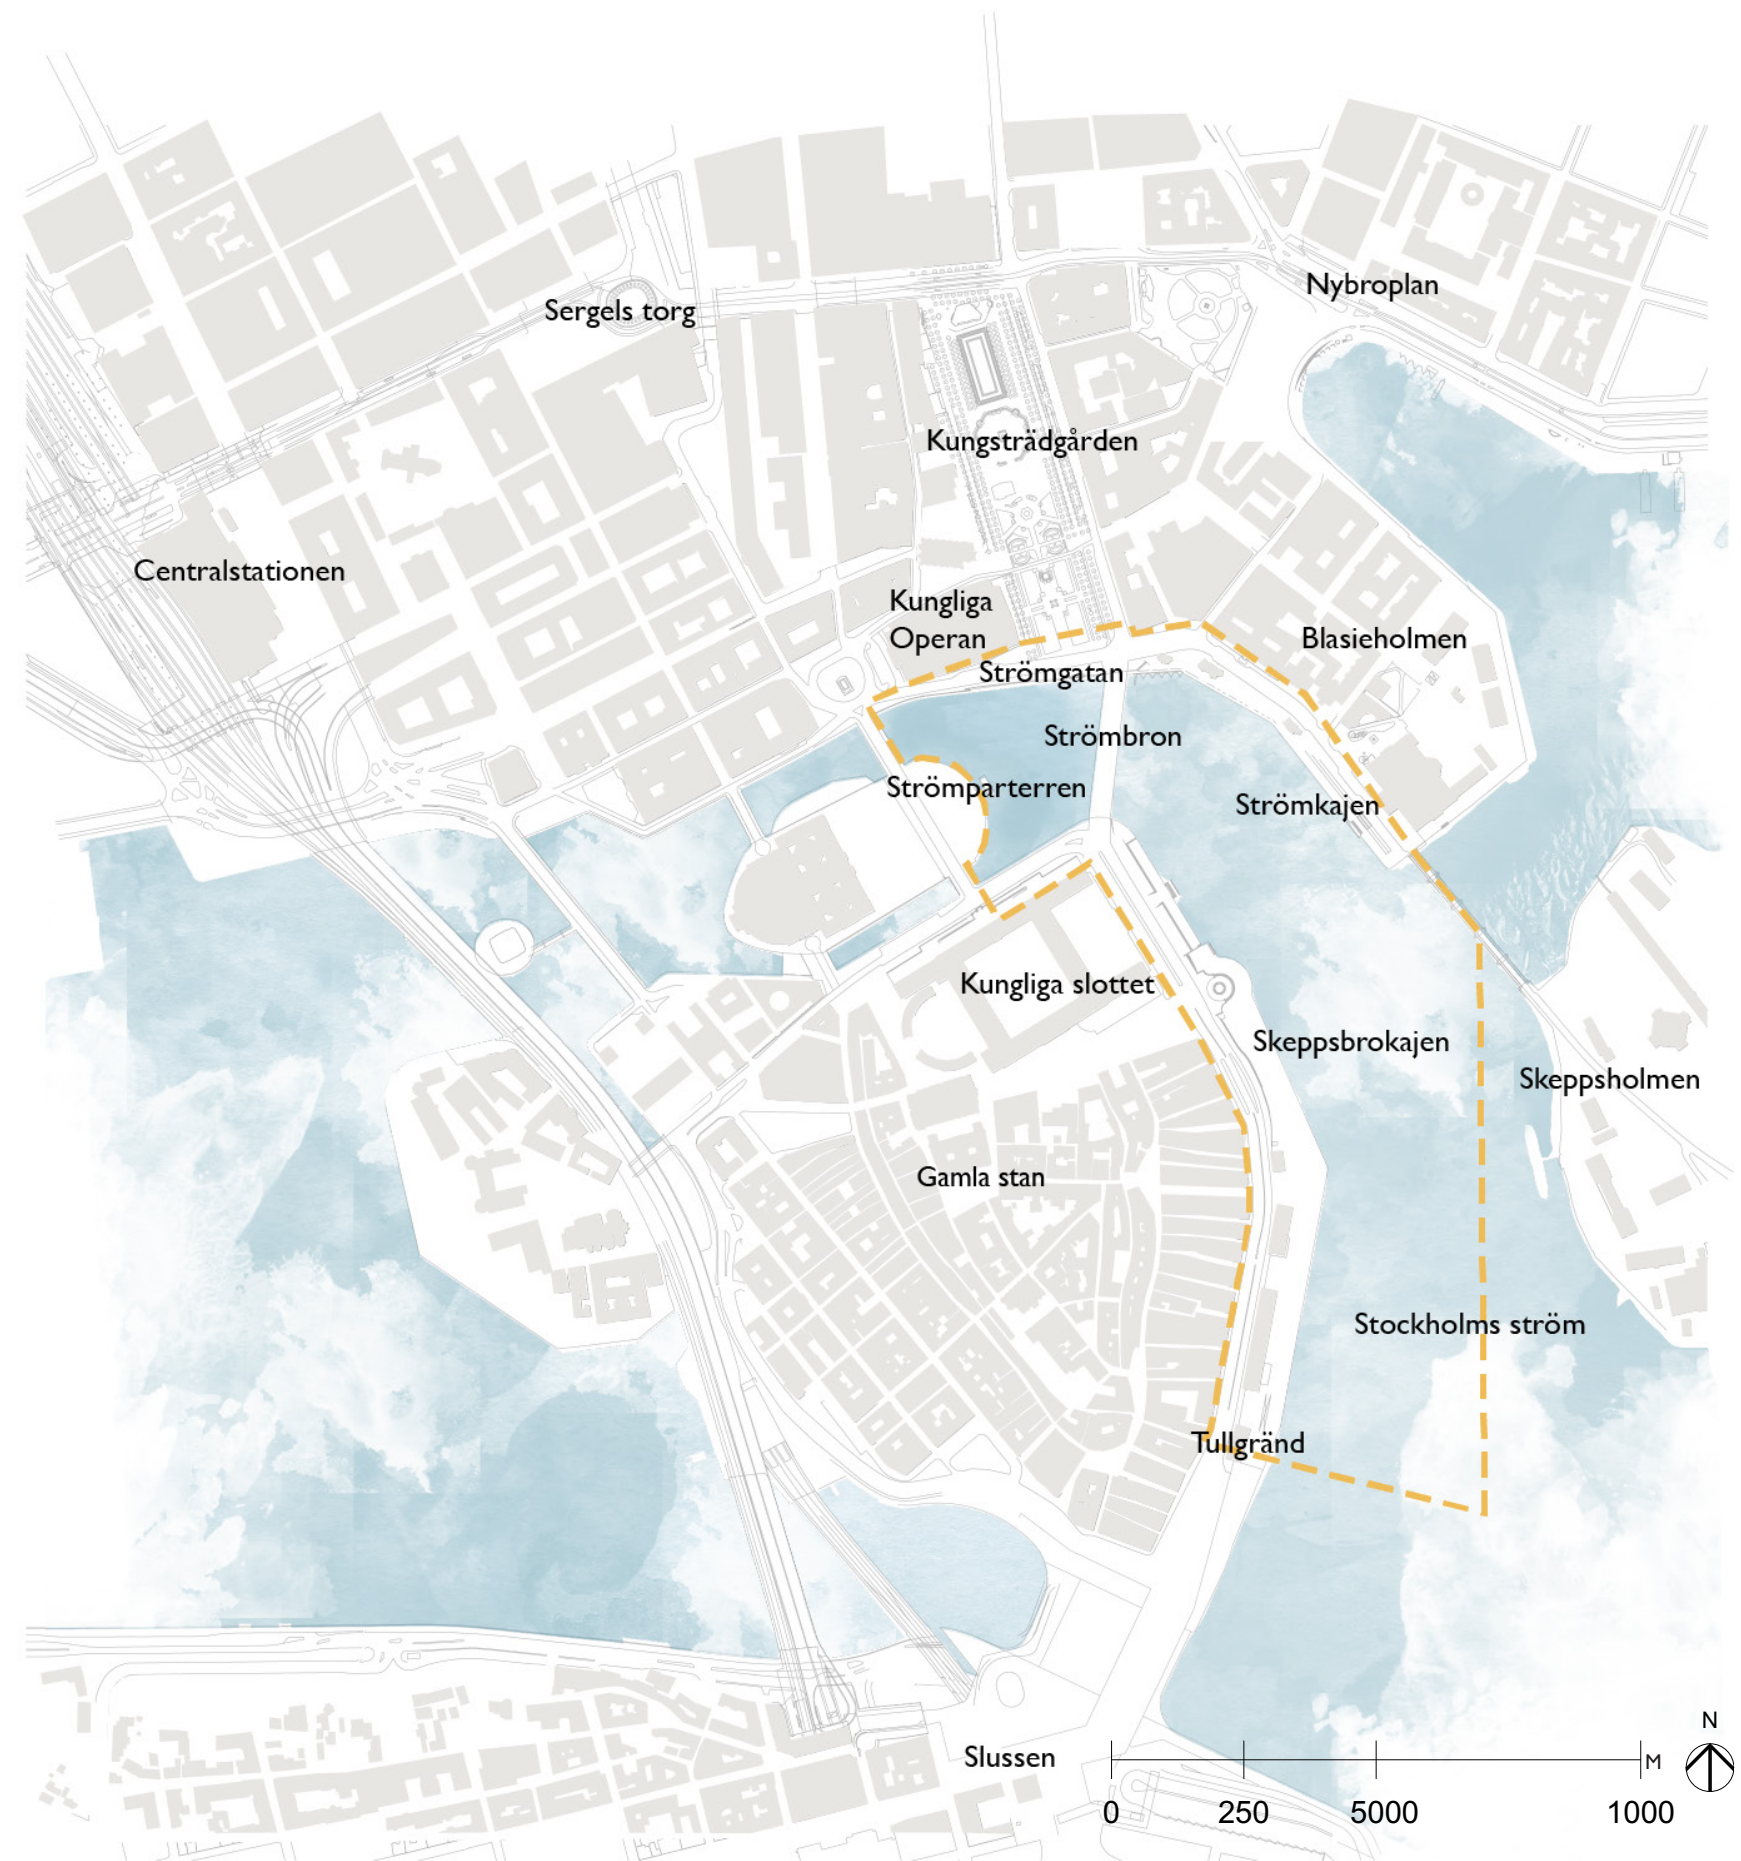 Nybroplan
Sergels torg
Kungsträdgården
Centralstationen
Kungliga
Operan
Blasieholmen
Strömgatan
Strömbron
Strömparterren
Strömkajen
Kungliga slottet
Skeppsbrokajen
Skeppsholmen
Gamla stan
Stockholms ström
Tullgränd
N
Slussen
M
0 250 5000 1000